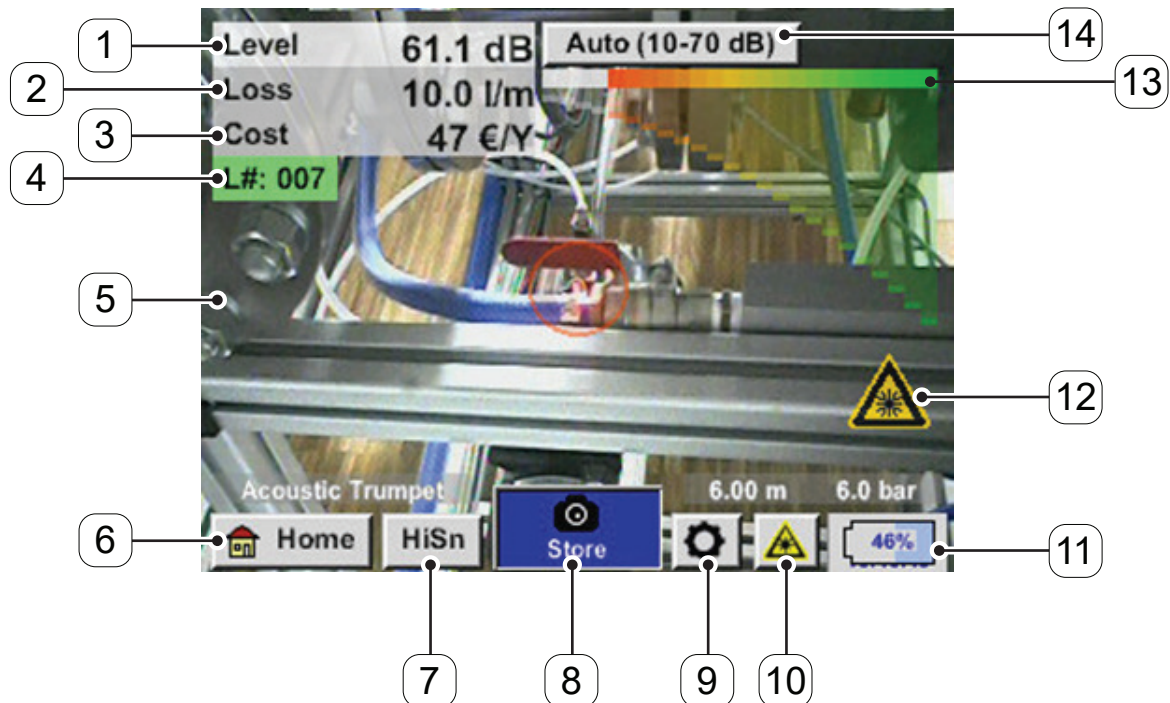 1
Level 61.1 dB
Auto (10-70 dB)
14
2
Loss 10.0 l/m
13
3
Cost 47 €/Y
4
L#: 007
5
12
Acoustic Trumpet 6.00 m 6.0 bar
6
Home
HiSn
Store
46%
11
7
8
9
10